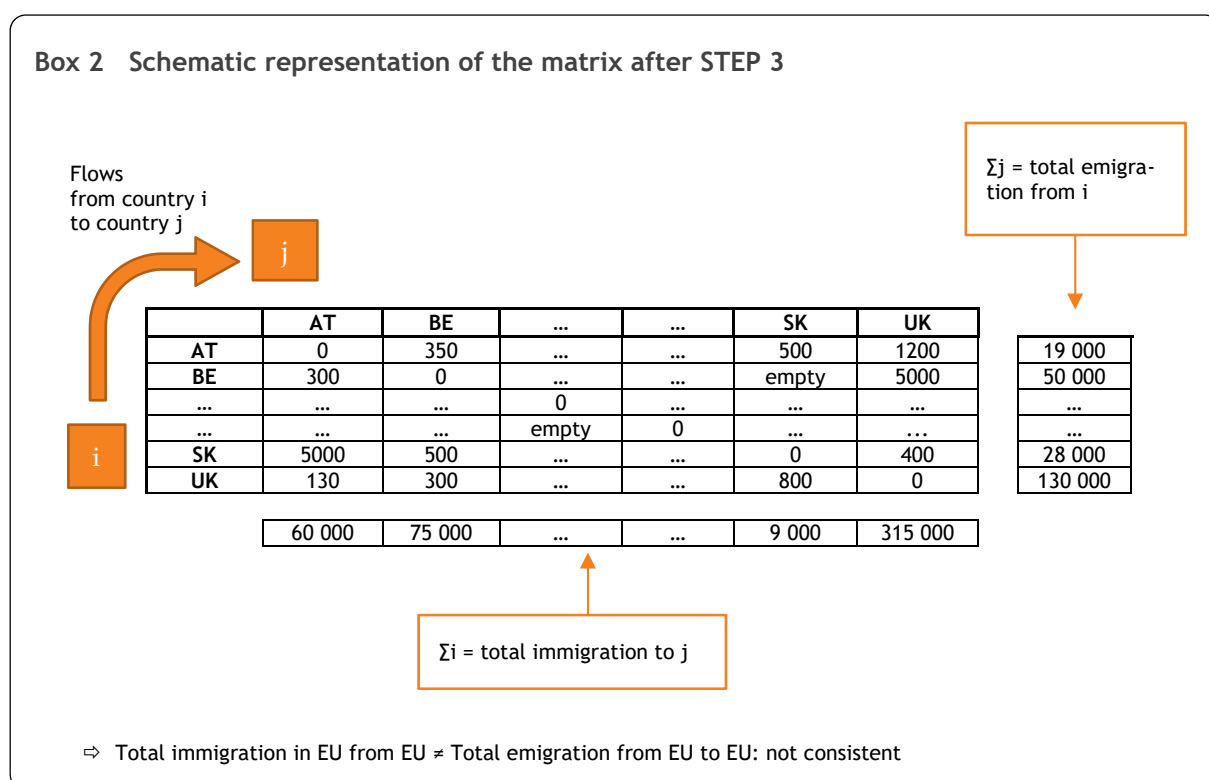 Box 2 Schematic representation of the matrix after STEP 3
Flows
from country i
to country j
Σj = total emigra-
tion from i
j
AT BE ... ... SK UK
AT 0 350 ... ... 500 1200 19 000
BE 300 0 ... ... empty 5000 50 000
... ... ... 0 ... ... ... ...
... ... ... empty 0 ... ... ...
i
SK 5000 500 ... ... 0 400 28 000
UK 130 300 ... ... 800 0 130 000
60 000 75 000 ... ... 9 000 315 000
Σi = total immigration to j
⇨ Total immigration in EU from EU ≠ Total emigration from EU to EU: not consistent